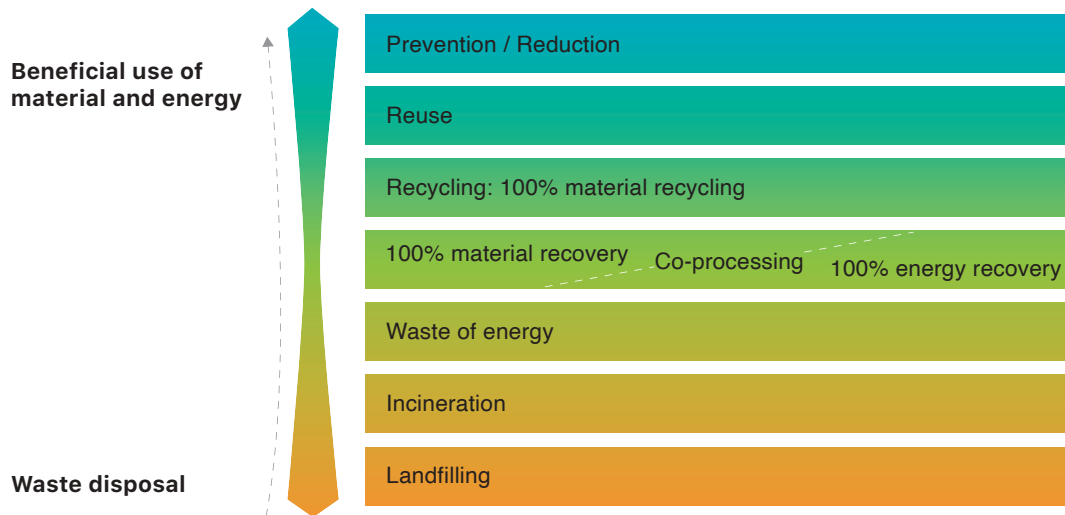 Beneficial use of
material and energy
Waste disposal
Prevention / Reduction
Reuse
Recycling: 100% material recycling
100% material recovery
Co-processing
100% energy recovery
Waste of energy
Incineration
Landfilling